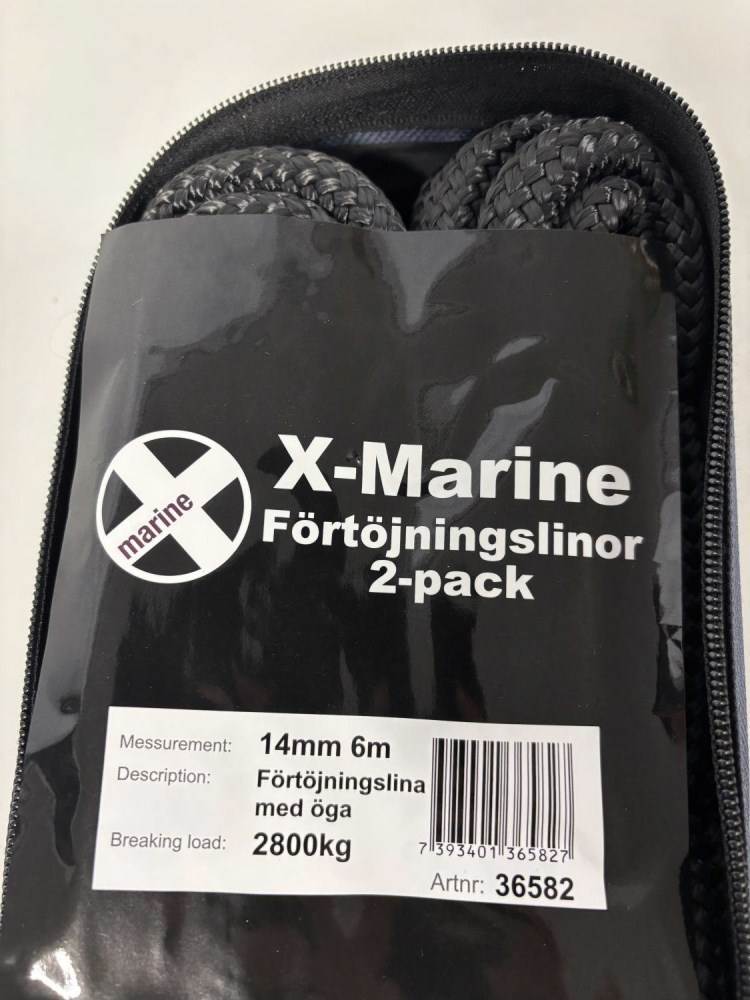 marine
X-Marine
Förtöjningslinor
2-pack
Messurement: 14mm 6m
Description: Förtöjningslina
med öga
Breaking load: 2800kg
7 393401 365827
Artnr: 36582